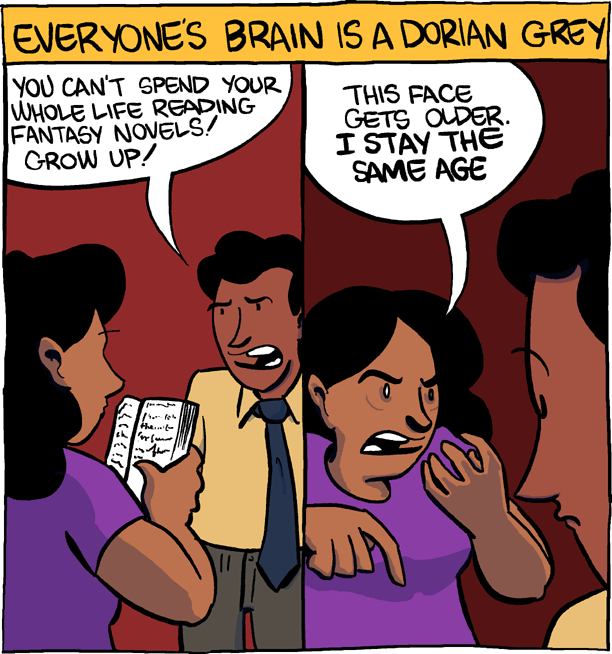 EVERYONE'S BRAIN IS A DORIAN GREY
YOU CAN'T SPEND YOUR
WHOLE LIFE READING
FANTASY NOVELS!
GROW UP!
THIS FACE
GETS OLDER.
I STAY THE
SAME AGE